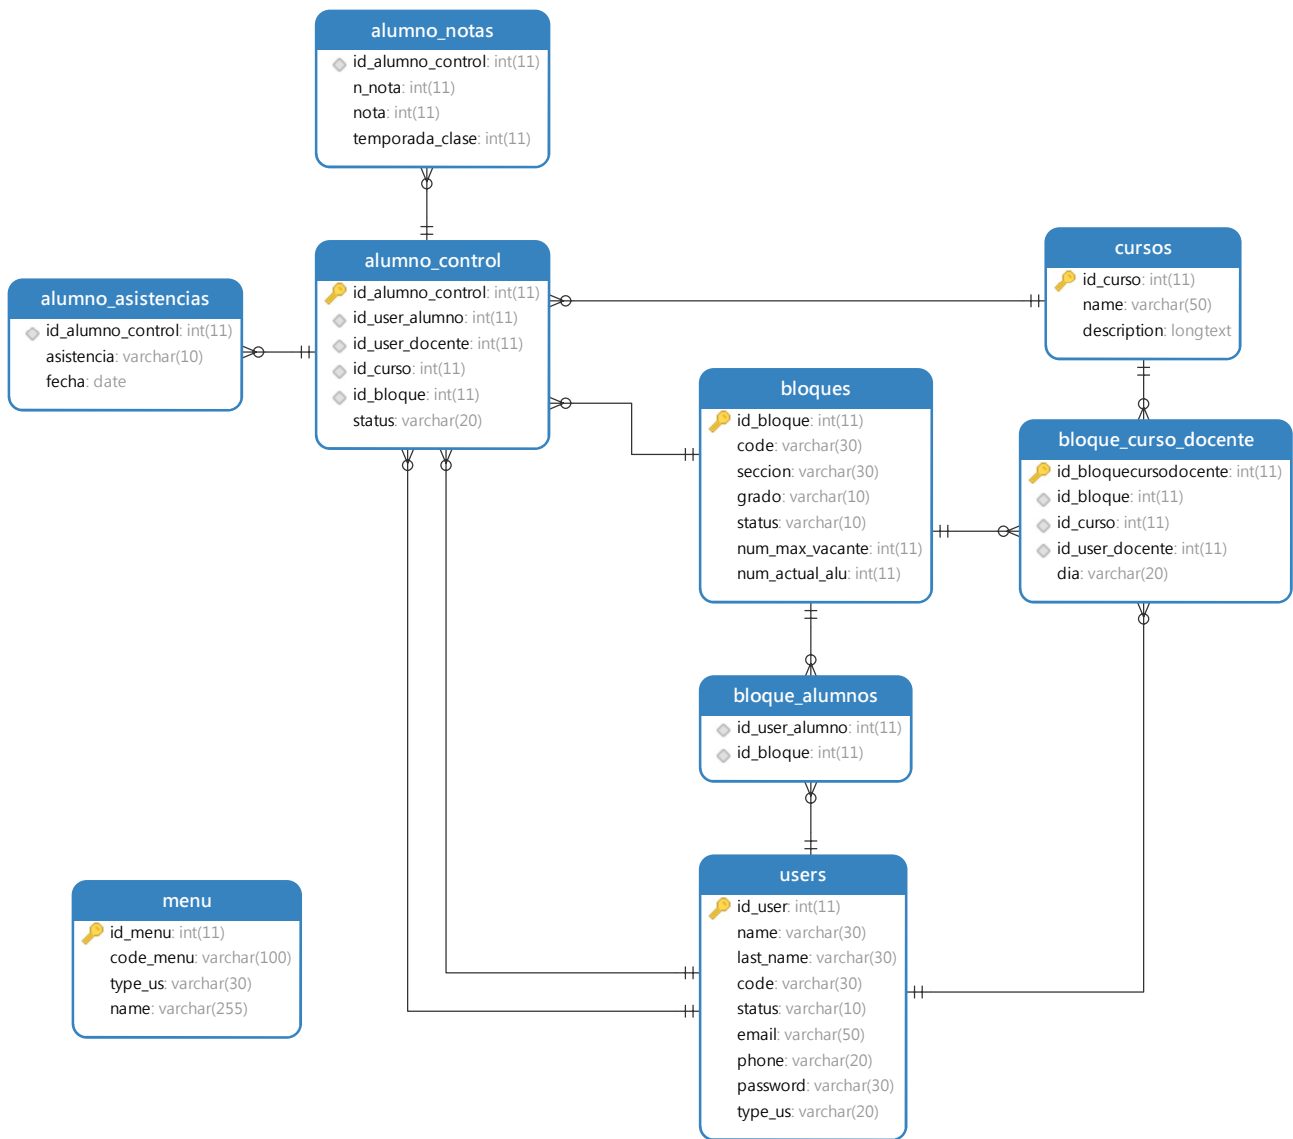 alumno_notas
id_alumno_control: int(11)
n_nota: int(11)
nota: int(11)
temporada_clase: int(11)
alumno_control
id_alumno_control: int(11)
id_user_alumno: int(11)
id_user_docente: int(11)
id_curso: int(11)
id_bloque: int(11)
status: varchar(20)
cursos
id_curso: int(11)
name: varchar(50)
description: longtext
alumno_asistencias
id_alumno_control: int(11)
asistencia: varchar(10)
fecha: date
bloques
id_bloque: int(11)
code: varchar(30)
seccion: varchar(30)
grado: varchar(10)
status: varchar(10)
num_max_vacante: int(11)
num_actual_alu: int(11)
bloque_curso_docente
id_bloquecursodocente: int(11)
id_bloque: int(11)
id_curso: int(11)
id_user_docente: int(11)
dia: varchar(20)
bloque_alumnos
id_user_alumno: int(11)
id_bloque: int(11)
users
id_user: int(11)
name: varchar(30)
last_name: varchar(30)
code: varchar(30)
status: varchar(10)
email: varchar(50)
phone: varchar(20)
password: varchar(30)
type_us: varchar(20)
menu
id_menu: int(11)
code_menu: varchar(100)
type_us: varchar(30)
name: varchar(255)